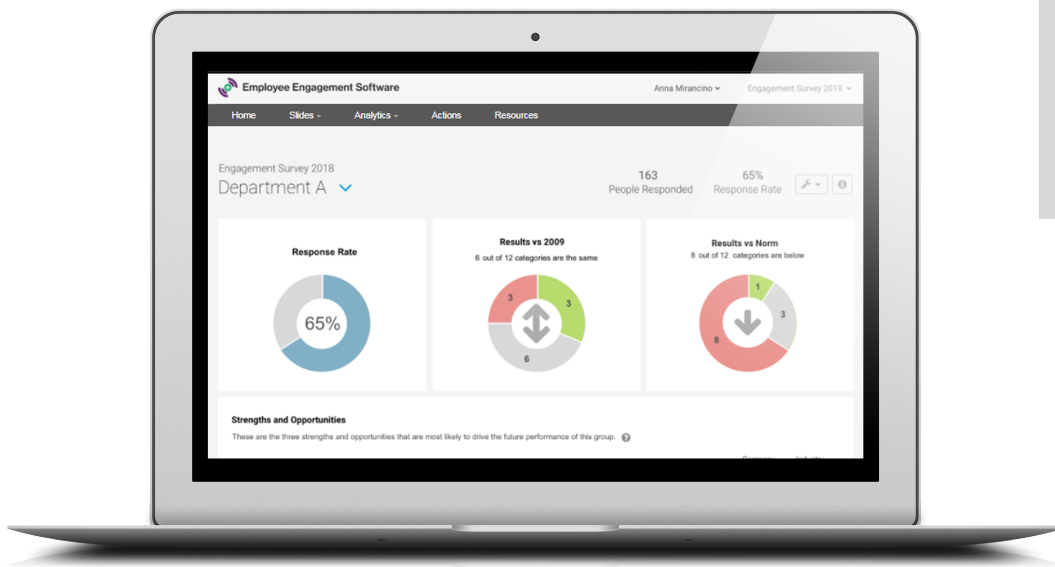 Employee Engagement Software
Anna Mirancino
Engagement Survey 2018
Home Slides Analytics Actions Resources
Engagement Survey 2018
Department A
163
People Responded
65%
Response Rate
Response Rate
65%
Results vs 2009
6 out of 12 categories are the same
3
3
6
Results vs Norm
8 out of 12 categories are below
1
3
8
Strengths and Opportunities
These are the three strengths and opportunities that are most likely to drive the future performance of this group.